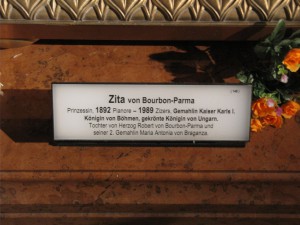 Zita von Bourbon-Parma
Prinzessin, 1892 Pianore – 1989 Zizers. Gemahlin Kaiser Karls I.
Königin von Böhmen, gekrönte Königin von Ungarn.
Tochter von Herzog Robert von Bourbon-Parma und
seiner 2. Gemahlin Maria Antonia von Braganza.